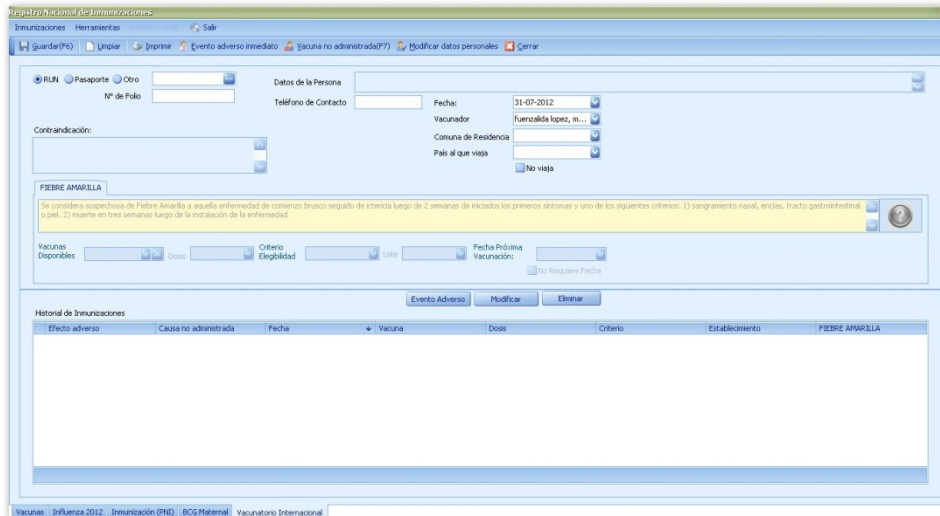 Registro Nacional de Inmunizaciones
Inmunizaciones Herramientas Salir
Guardar(F6) Limpiar Imprimir Evento adverso inmediato Vacuna no administrada(F7) Modificar datos personales Cerrar
RUN Pasaporte Otro ... Datos de la Persona
Nº de Folio Teléfono de Contacto Fecha: 31-07-2012
Vacunador fuenzalida lopez, m...
Contraindicación: Comuna de Residencia
País al que viaja
No viaja
FIEBRE AMARILLA
Se considera sospechosa de Fiebre Amarilla a aquella enfermedad de comienzo brusco seguido de ictericia luego de 2 semanas de iniciados los primeros síntomas y uno de los siguientes criterios: 1) sangramiento nasal, encías, tracto gastrointestinal
o piel. 2) muerte en tres semanas luego de la instalación de la enfermedad
Vacunas Disponibles Dosis Criterio Elegibilidad Lote Fecha Próxima Vacunación:
No Requiere Fecha
Evento Adverso Modificar Eliminar
Historial de Inmunizaciones
Efecto adverso Causa no administrada Fecha Vacuna Dosis Criterio Establecimiento FIEBRE AMARILLA
Vacunas Influenza 2012 Inmunización (PNI) BCG Maternal Vacunatorio Internacional